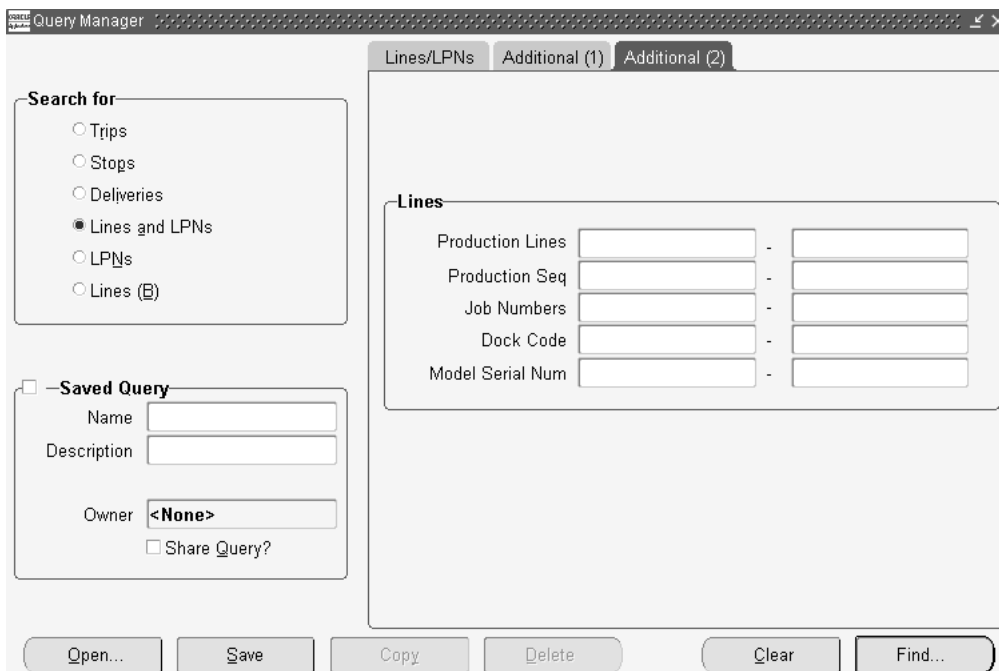 Query Manager
Lines/LPNs Additional (1) Additional (2)
Search for
Trips
Stops
Deliveries
Lines and LPNs
LPNs
Lines (B)
Lines
Production Lines -
Production Seq -
Job Numbers -
Dock Code -
Model Serial Num -
Saved Query
Name
Description
Owner <None>
Share Query?
Open... Save Copy Delete Clear Find...